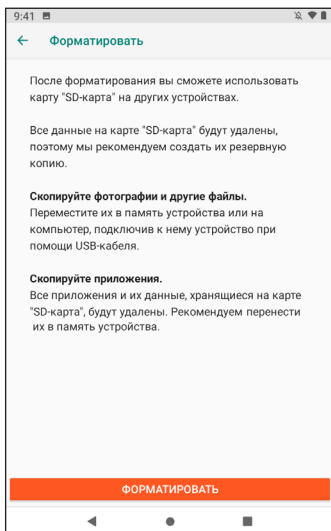 9:41
Форматировать
После форматирования вы сможете использовать
карту "SD-карта" на других устройствах.
Все данные на карте "SD-карта" будут удалены,
поэтому мы рекомендуем создать их резервную
копию.
Скопируйте фотографии и другие файлы.
Переместите их в память устройства или на
компьютер, подключив к нему устройство при
помощи USB-кабеля.
Скопируйте приложения.
Все приложения и их данные, хранящиеся на карте
"SD-карта", будут удалены. Рекомендуем перенести
их в память устройства.
ФОРМАТИРОВАТЬ